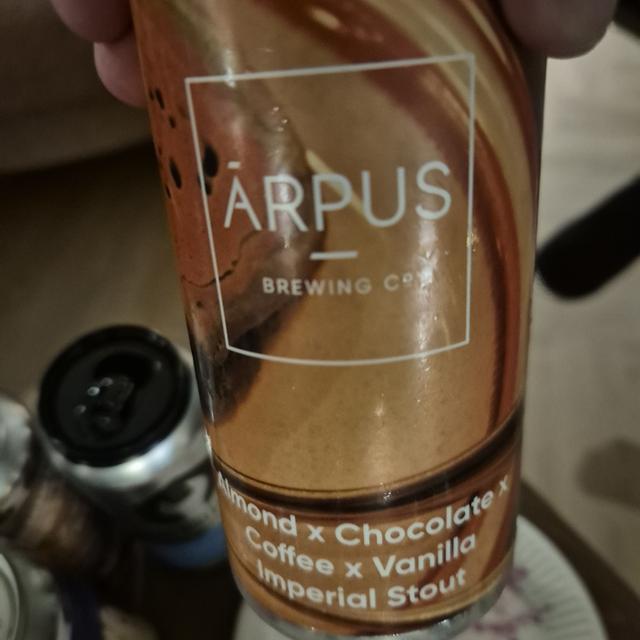 ĀRPUS
BREWING Cº
Almond x Chocolate x
Coffee x Vanilla
Imperial Stout